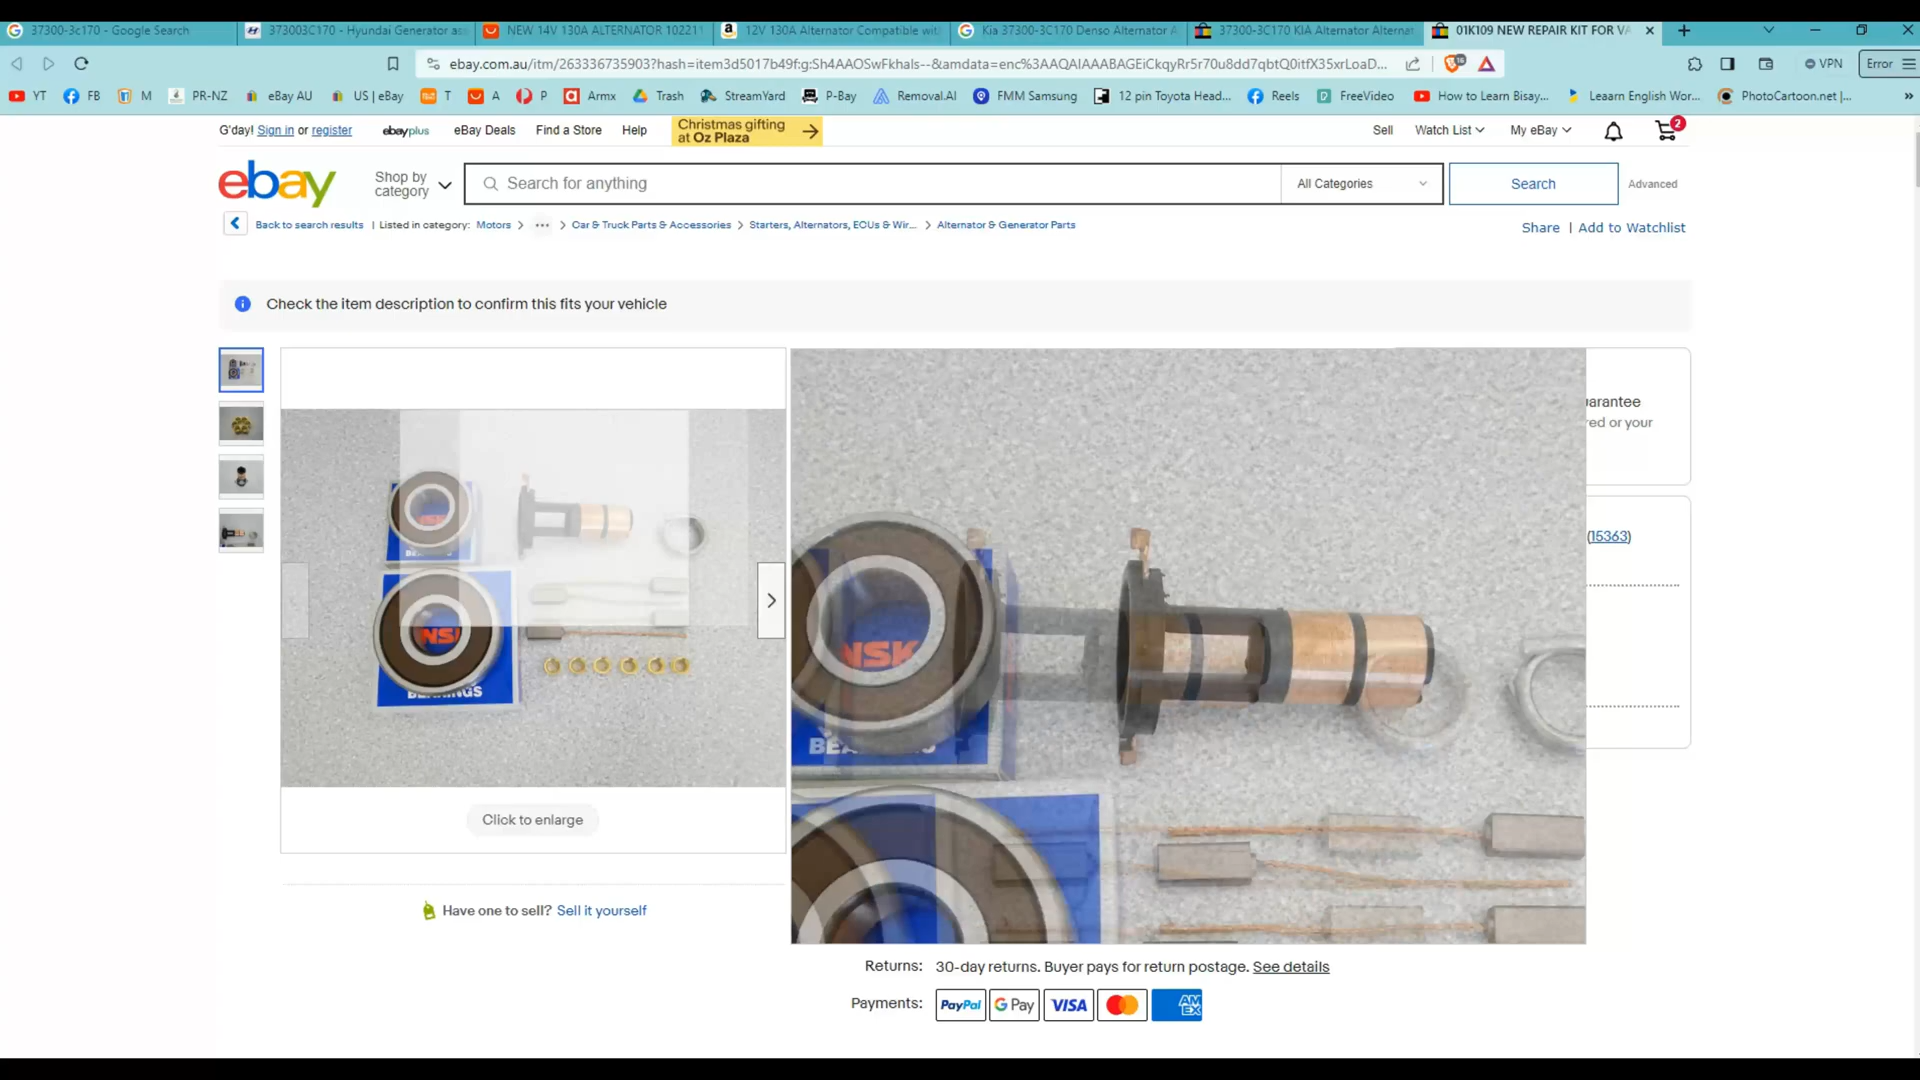 37300-3c170 - Google Search
373003C170 - Hyundai Generator ass
NEW 14V 130A ALTERNATOR 10221
12V 130A Alternator Compatible wit
Kia 37300-3C170 Denso Alternator A
37300-3C170 KIA Alternator Alternat
01K109 NEW REPAIR KIT FOR VA
ebay.com.au/itm/263336735903?hash=item3d5017b49f:g:Sh4AAOSwFkhals--&amdata=enc%3AAQAIAAABAGEiCkqyRr5r70u8dd7qbtQ0itfX35xrLoaD...
VPN
Error
YT
FB
M
PR-NZ
eBay AU
US | eBay
T
A
P
Armx
Trash
StreamYard
P-Bay
Removal.AI
FMM Samsung
12 pin Toyota Head...
Reels
FreeVideo
How to Learn Bisay...
Leaarn English Wor...
PhotoCartoon.net |...
G'day! Sign in or register
ebayplus
eBay Deals
Find a Store
Help
Christmas gifting
at Oz Plaza
Sell
Watch List
My eBay
2
ebay
Shop by
category
Search for anything
All Categories
Search
Advanced
Back to search results | Listed in category: Motors > ... > Car & Truck Parts & Accessories > Starters, Alternators, ECUs & Wir... > Alternator & Generator Parts
Share | Add to Watchlist
Check the item description to confirm this fits your vehicle
uarantee
red or your
(15363)
NSK
BEARINGS
Click to enlarge
Have one to sell? Sell it yourself
Returns: 30-day returns. Buyer pays for return postage. See details
Payments: PayPal G Pay VISA AMEX